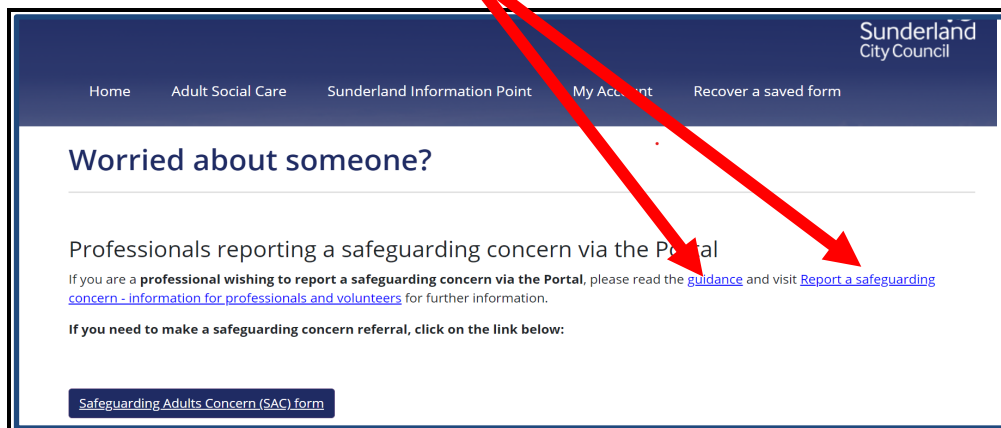 Sunderland
City Council
Home Adult Social Care Sunderland Information Point My Account Recover a saved form
Worried about someone?
Professionals reporting a safeguarding concern via the Portal
If you are a professional wishing to report a safeguarding concern via the Portal, please read the guidance and visit Report a safeguarding
concern - information for professionals and volunteers for further information.
If you need to make a safeguarding concern referral, click on the link below:
Safeguarding Adults Concern (SAC) form